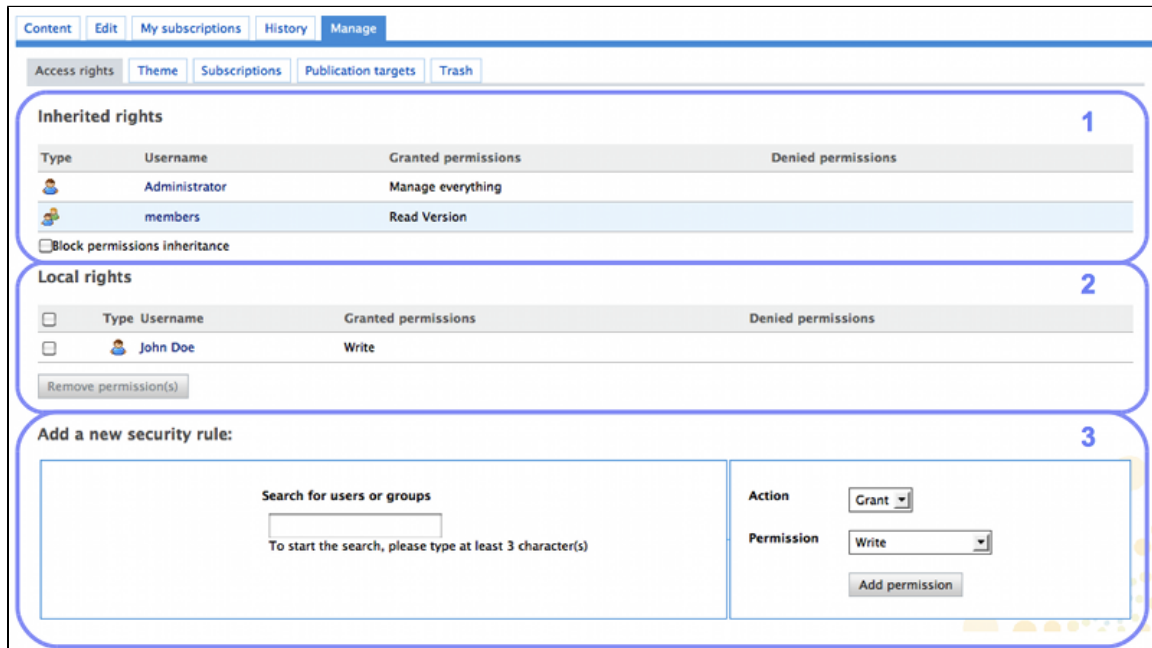 Content Edit My subscriptions History Manage
Access rights Theme Subscriptions Publication targets Trash
Inherited rights 1
Type Username Granted permissions Denied permissions
Administrator Manage everything
members Read Version
Block permissions inheritance
Local rights 2
Type Username Granted permissions Denied permissions
John Doe Write
Remove permission(s)
Add a new security rule: 3
Search for users or groups
To start the search, please type at least 3 character(s)
Action Grant
Permission Write
Add permission